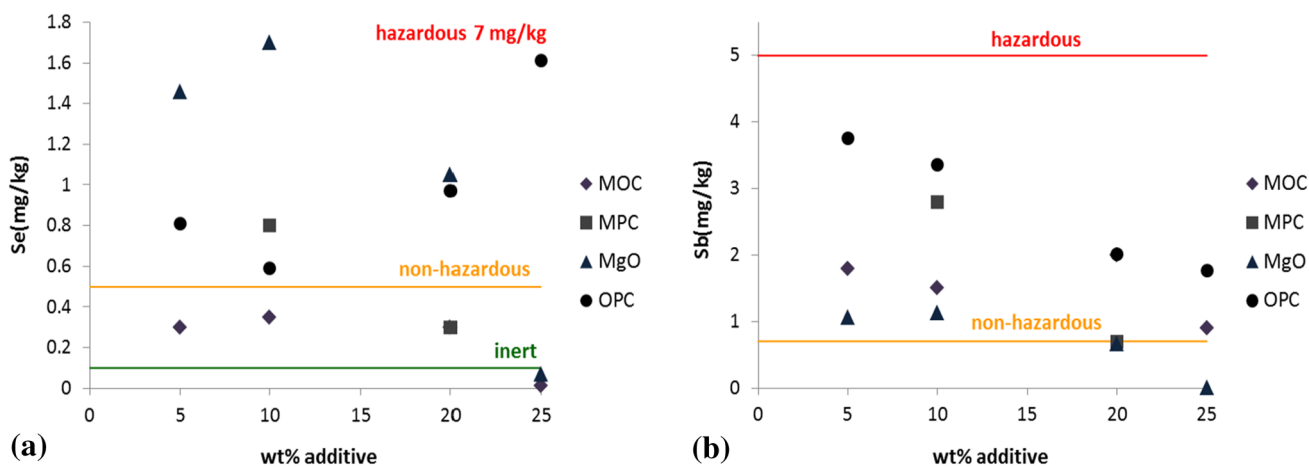 hazardous 7 mg/kg
1.8
1.6
1.4
1.2
1
0.8
0.6
0.4
0.2
0
Se(mg/kg)
non-hazardous
inert
MOC
MPC
MgO
OPC
0 5 10 15 20 25
wt% additive
(a)
hazardous
5
4
3
2
1
0
Sb(mg/kg)
non-hazardous
MOC
MPC
MgO
OPC
0 5 10 15 20 25
wt% additive
(b)